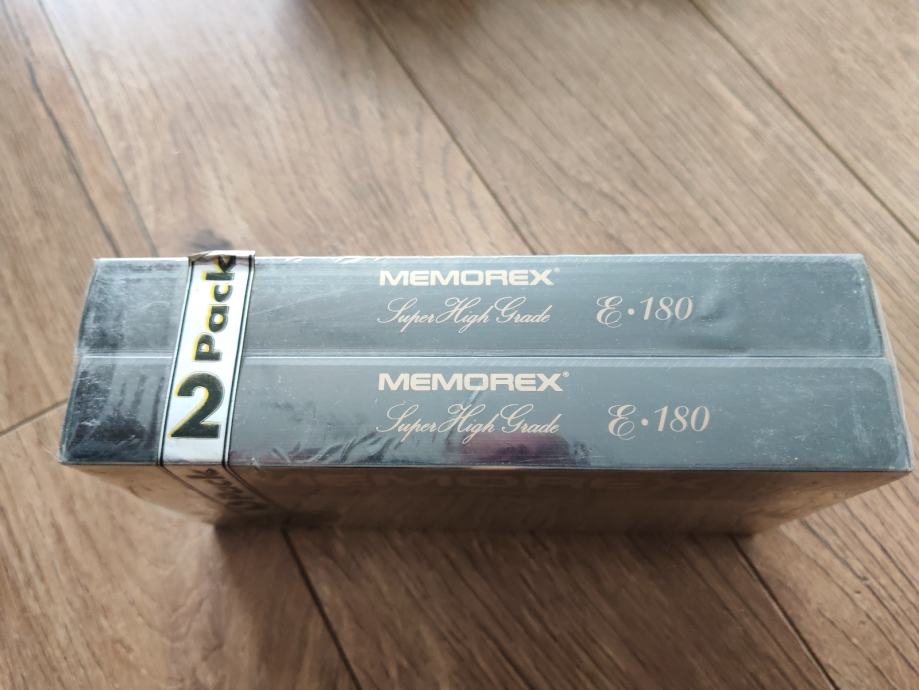 2 Pack
MEMOREX®
Super High Grade E·180
MEMOREX®
Super High Grade E·180